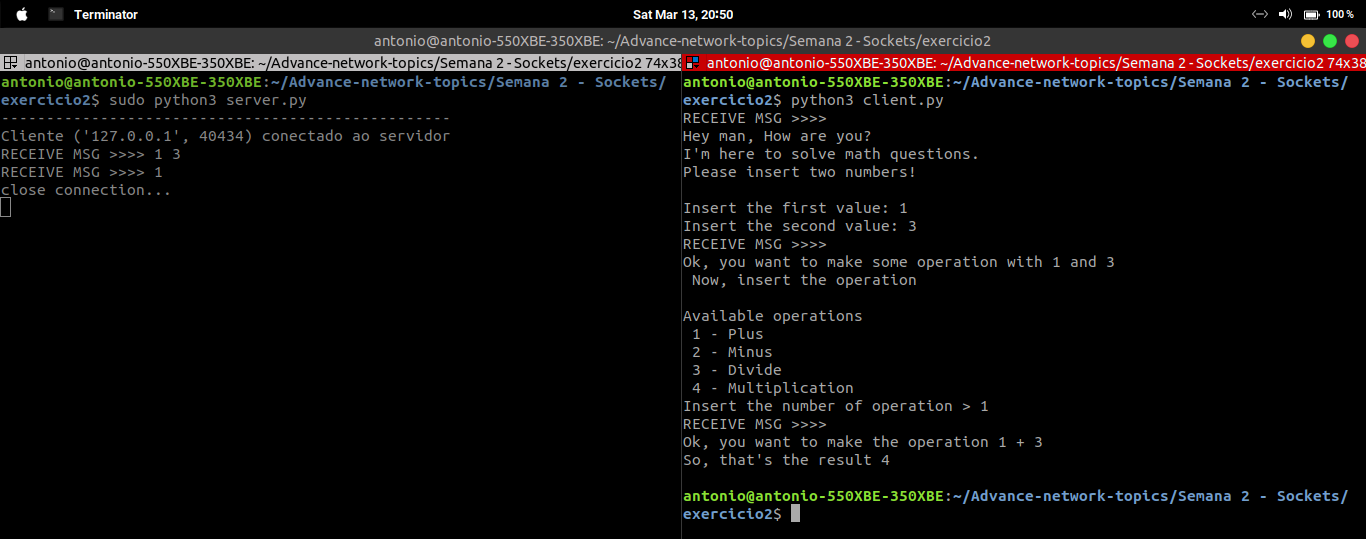 Terminator
Sat Mar 13, 20:50
100 %
antonio@antonio-550XBE-350XBE: ~/Advance-network-topics/Semana 2 - Sockets/exercicio2
antonio@antonio-550XBE-350XBE: ~/Advance-network-topics/Semana 2 - Sockets/exercicio2 74x38
antonio@antonio-550XBE-350XBE:~/Advance-network-topics/Semana 2 - Sockets/
exercicio2$ sudo python3 server.py
--------------------------------------------------
Cliente ('127.0.0.1', 40434) conectado ao servidor
RECEIVE MSG >>>> 1 3
RECEIVE MSG >>>> 1
close connection...
antonio@antonio-550XBE-350XBE: ~/Advance-network-topics/Semana 2 - Sockets/exercicio2 74x38
antonio@antonio-550XBE-350XBE:~/Advance-network-topics/Semana 2 - Sockets/
exercicio2$ python3 client.py
RECEIVE MSG >>>>
Hey man, How are you?
I'm here to solve math questions.
Please insert two numbers!
Insert the first value: 1
Insert the second value: 3
RECEIVE MSG >>>>
Ok, you want to make some operation with 1 and 3
Now, insert the operation
Available operations
1 - Plus
2 - Minus
3 - Divide
4 - Multiplication
Insert the number of operation > 1
RECEIVE MSG >>>>
Ok, you want to make the operation 1 + 3
So, that's the result 4
antonio@antonio-550XBE-350XBE:~/Advance-network-topics/Semana 2 - Sockets/
exercicio2$